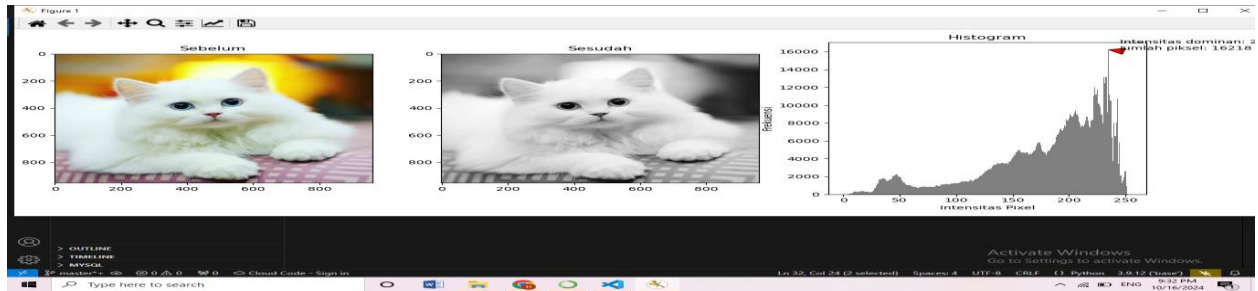 Figure 1
Sebelum
0
200
400
600
800
0 200 400 600 800
Sesudah
0
200
400
600
800
0 200 400 600 800
Histogram
Intensitas dominan: 2
Jumlah piksel: 16218
16000
14000
12000
10000
8000
6000
4000
2000
0
Frekuensi
0 50 100 150 200 250
Intensitas Pixel
> OUTLINE
> TIMELINE
> MYSQL
Activate Windows
Go to Settings to activate Windows.
master*+ 0 0 0 Cloud Code - Sign in Ln 32, Col 24 (2 selected) Spaces: 4 UTF-8 CRLF {} Python 3.9.12 ('base')
Type here to search ENG 9:32 PM
10/16/2024